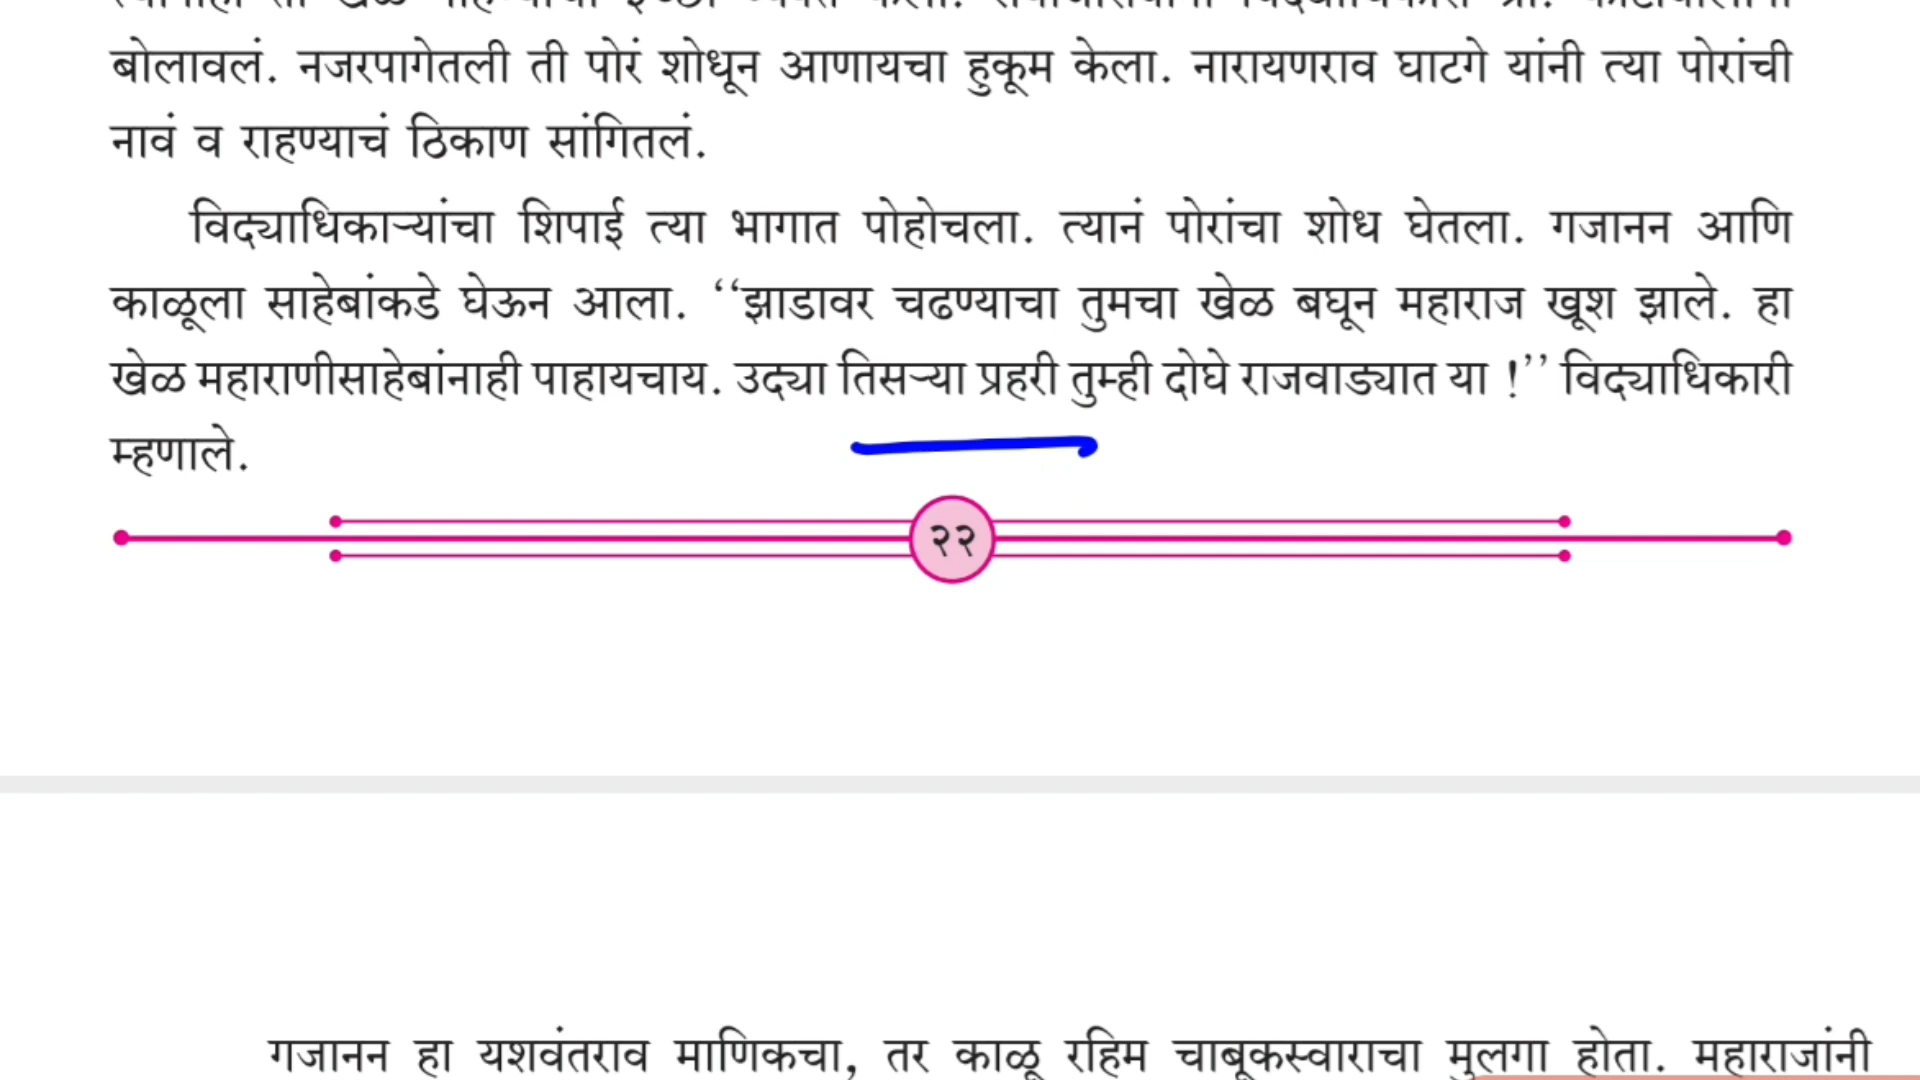 बोलावलं. नजरपागेतली ती पोरं शोधून आणायचा हुकूम केला. नारायणराव घाटगे यांनी त्या पोरांची
नावं व राहण्याचं ठिकाण सांगितलं.
विद्याधिकाऱ्यांचा शिपाई त्या भागात पोहोचला. त्यानं पोरांचा शोध घेतला. गजानन आणि
काळूला साहेबांकडे घेऊन आला. ‘‘झाडावर चढण्याचा तुमचा खेळ बघून महाराज खूश झाले. हा
खेळ महाराणीसाहेबांनाही पाहायचाय. उद्या तिसऱ्या प्रहरी तुम्ही दोघे राजवाड्यात या !’’ विद्याधिकारी
म्हणाले.
२२
गजानन हा यशवंतराव माणिकचा, तर काळू रहिम चाबूकस्वाराचा मुलगा होता. महाराजांनी